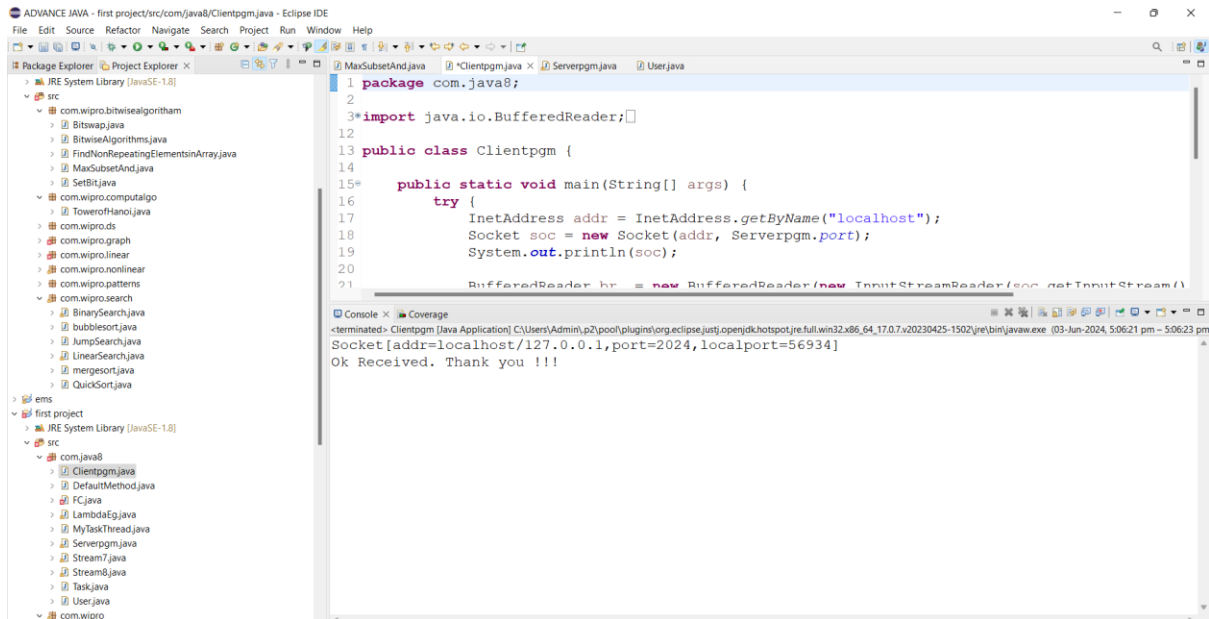 ADVANCE JAVA - first project/src/com/java8/Clientpgm.java - Eclipse IDE
File Edit Source Refactor Navigate Search Project Run Window Help
Package Explorer Project Explorer
JRE System Library [JavaSE-1.8]
src
com.wipro.bitwisealgoritham
Bitswap.java
BitwiseAlgorithms.java
FindNonRepeatingElementsinArray.java
MaxSubsetAnd.java
SetBit.java
com.wipro.computalgo
TowerofHanoi.java
com.wipro.ds
com.wipro.graph
com.wipro.linear
com.wipro.nonlinear
com.wipro.patterns
com.wipro.search
BinarySearch.java
bubblesort.java
JumpSearch.java
LinearSearch.java
mergesort.java
QuickSort.java
ems
first project
JRE System Library [JavaSE-1.8]
src
com.java8
Clientpgm.java
DefaultMethod.java
FC.java
LambdaEg.java
MyTaskThread.java
Serverpgm.java
Stream7.java
Stream8.java
Task.java
User.java
com.wipro
MaxSubsetAnd.java *Clientpgm.java Serverpgm.java User.java
1 package com.java8;
2
3 import java.io.BufferedReader;
12
13 public class Clientpgm {
14
15 public static void main(String[] args) {
16 try {
17 InetAddress addr = InetAddress.getByName("localhost");
18 Socket soc = new Socket(addr, Serverpgm.port);
19 System.out.println(soc);
20
21 BufferedReader br = new BufferedReader(new InputStreamReader(soc.getInputStream()
Console Coverage
<terminated> Clientpgm [Java Application] C:\Users\Admin\.p2\pool\plugins\org.eclipse.justj.openjdk.hotspot.jre.full.win32.x86_64_17.0.7.v20230425-1502\jre\bin\javaw.exe (03-Jun-2024, 5:06:21 pm – 5:06:23 pm
Socket[addr=localhost/127.0.0.1,port=2024,localport=56934]
Ok Received. Thank you !!!